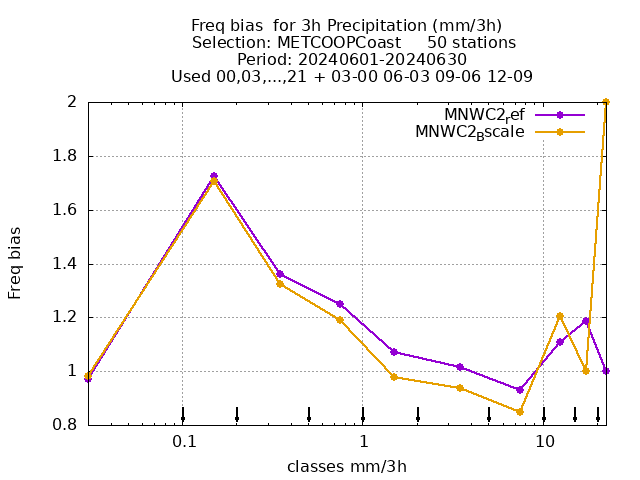 Freq bias  for 3h Precipitation (mm/3h)
Selection: METCOOPCoast     50 stations
Period: 20240601-20240630
Used 00,03,...,21 + 03-00 06-03 09-06 12-09
MNWC2ref
MNWC2Bscale
2
1.8
1.6
1.4
1.2
1
0.8
Freq bias
0.1
1
10
classes mm/3h